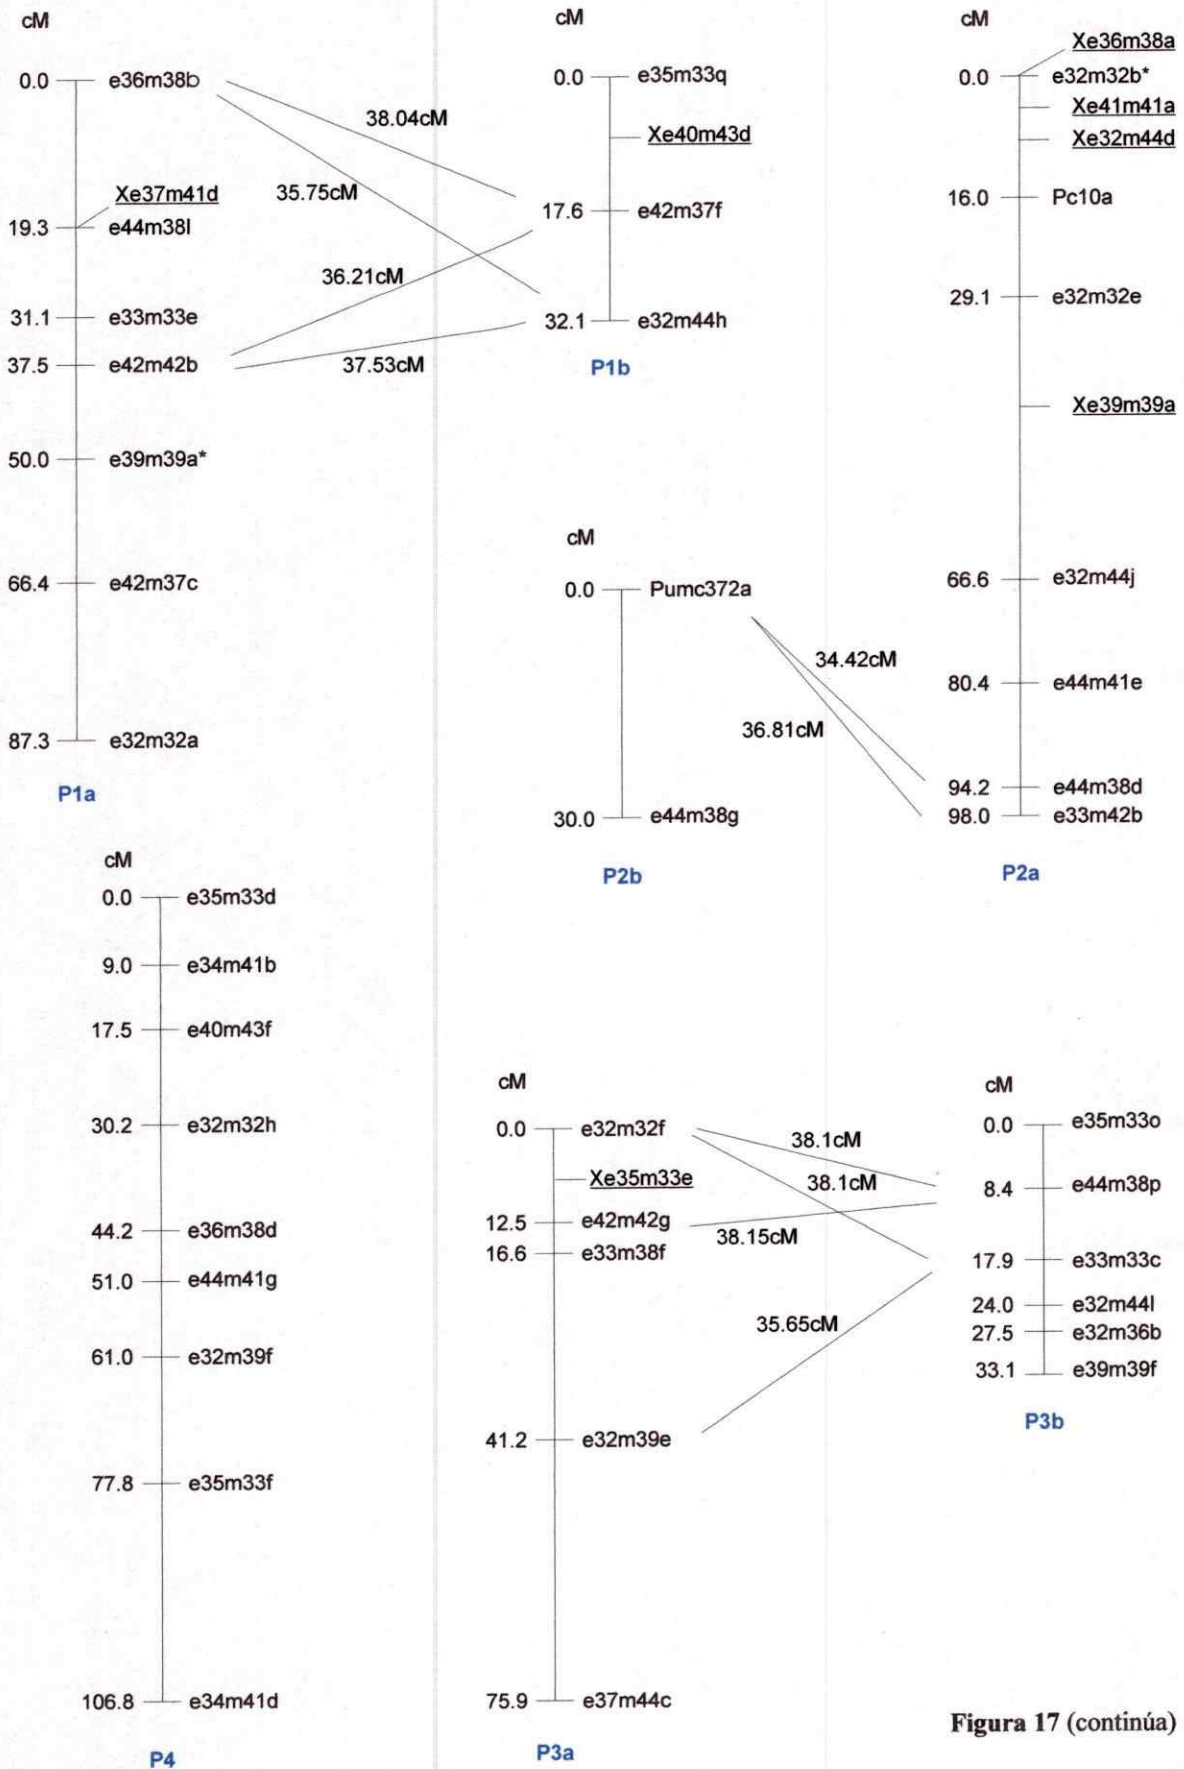 cM
0.0 e36m38b
Xe37m41d
19.3 e44m38l
31.1 e33m33e
37.5 e42m42b
50.0 e39m39a*
66.4 e42m37c
87.3 e32m32a
P1a
38.04cM
35.75cM
36.21cM
37.53cM
cM
0.0 e35m33q
Xe40m43d
17.6 e42m37f
32.1 e32m44h
P1b
cM
Xe36m38a
0.0 e32m32b*
Xe41m41a
Xe32m44d
16.0 Pc10a
29.1 e32m32e
Xe39m39a
66.6 e32m44j
80.4 e44m41e
94.2 e44m38d
98.0 e33m42b
P2a
cM
0.0 Pumc372a
30.0 e44m38g
P2b
34.42cM
36.81cM
cM
0.0 e35m33d
9.0 e34m41b
17.5 e40m43f
30.2 e32m32h
44.2 e36m38d
51.0 e44m41g
61.0 e32m39f
77.8 e35m33f
106.8 e34m41d
P4
cM
0.0 e32m32f
Xe35m33e
12.5 e42m42g
16.6 e33m38f
41.2 e32m39e
75.9 e37m44c
P3a
38.1cM
38.1cM
38.15cM
35.65cM
cM
0.0 e35m33o
8.4 e44m38p
17.9 e33m33c
24.0 e32m44l
27.5 e32m36b
33.1 e39m39f
P3b
Figura 17 (continúa)